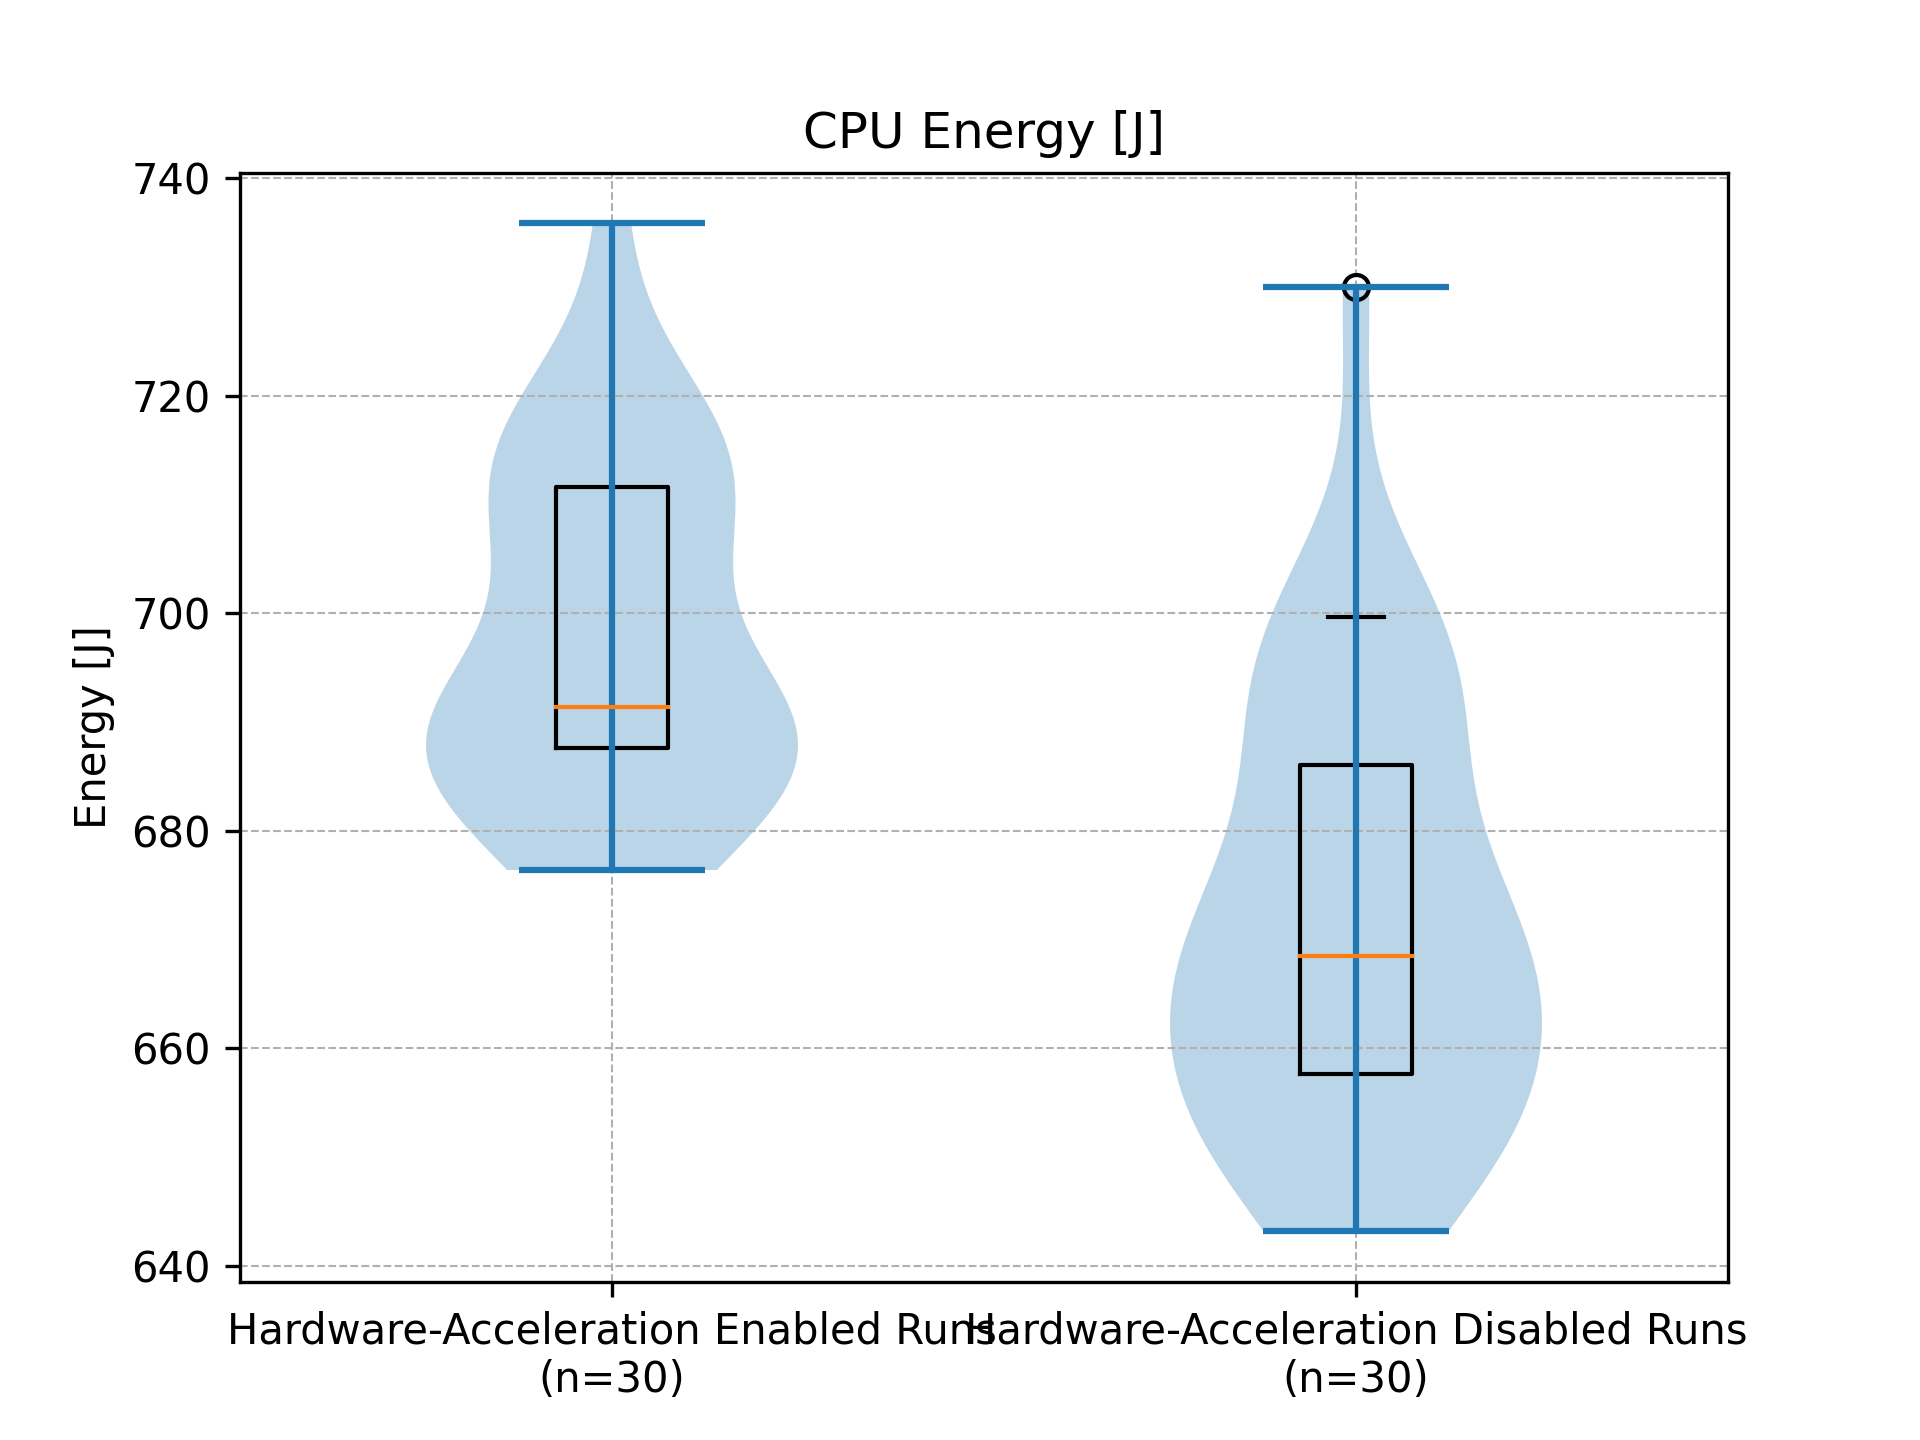 CPU Energy [J]
740
720
700
680
660
640
Energy [J]
Hardware-Acceleration Enabled Runs
(n=30)
Hardware-Acceleration Disabled Runs
(n=30)